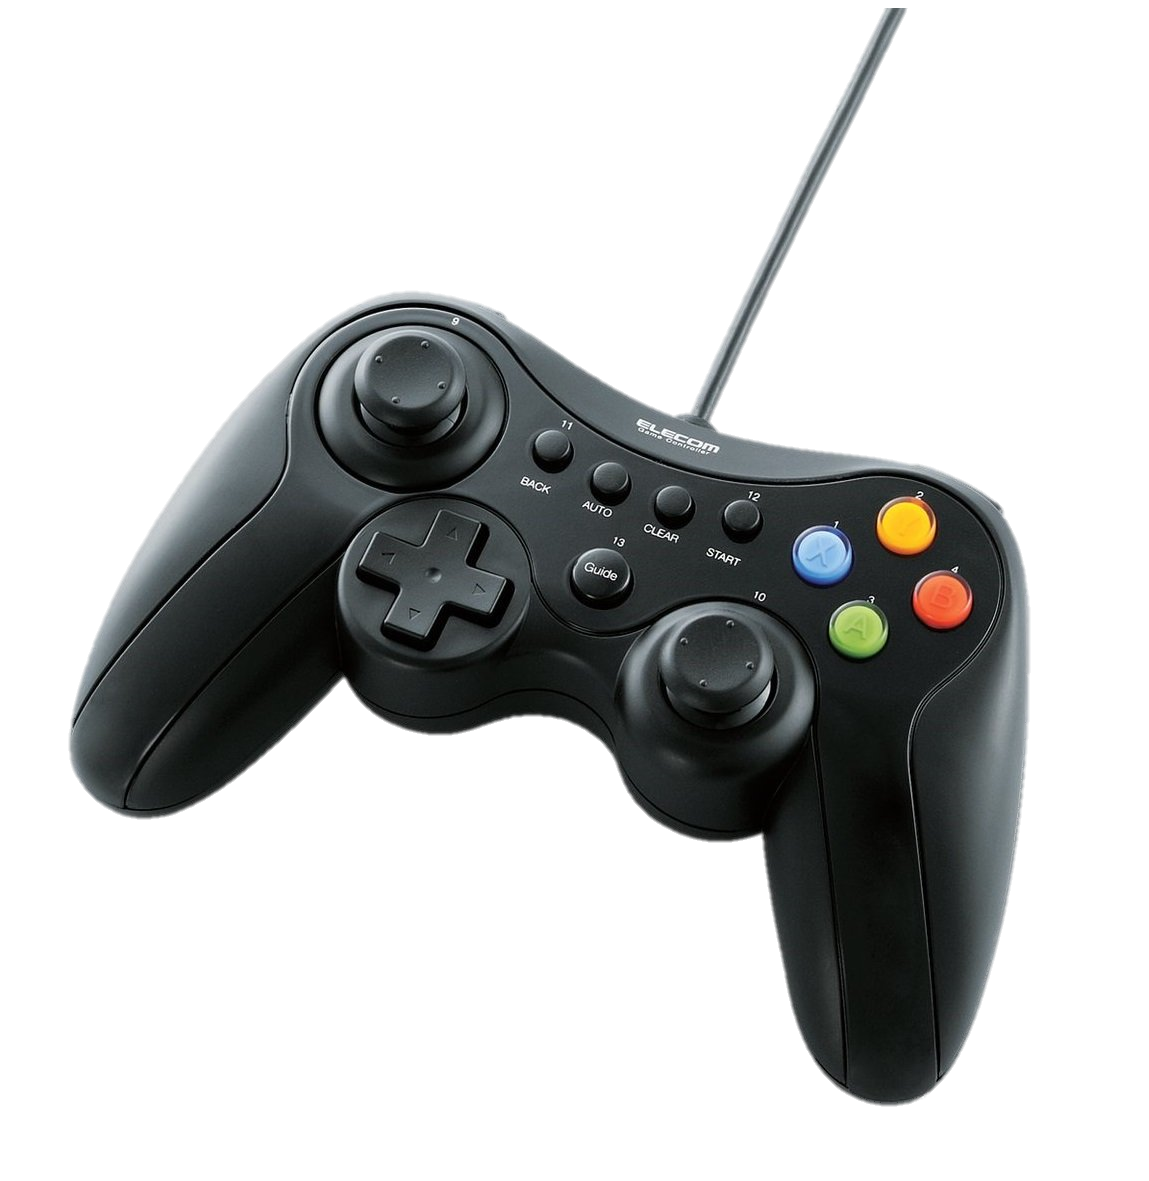 9
ELECOM
Game Controller
11
BACK
AUTO
CLEAR
12
START
13
Guide
10
1
X
2
Y
3
A
4
B